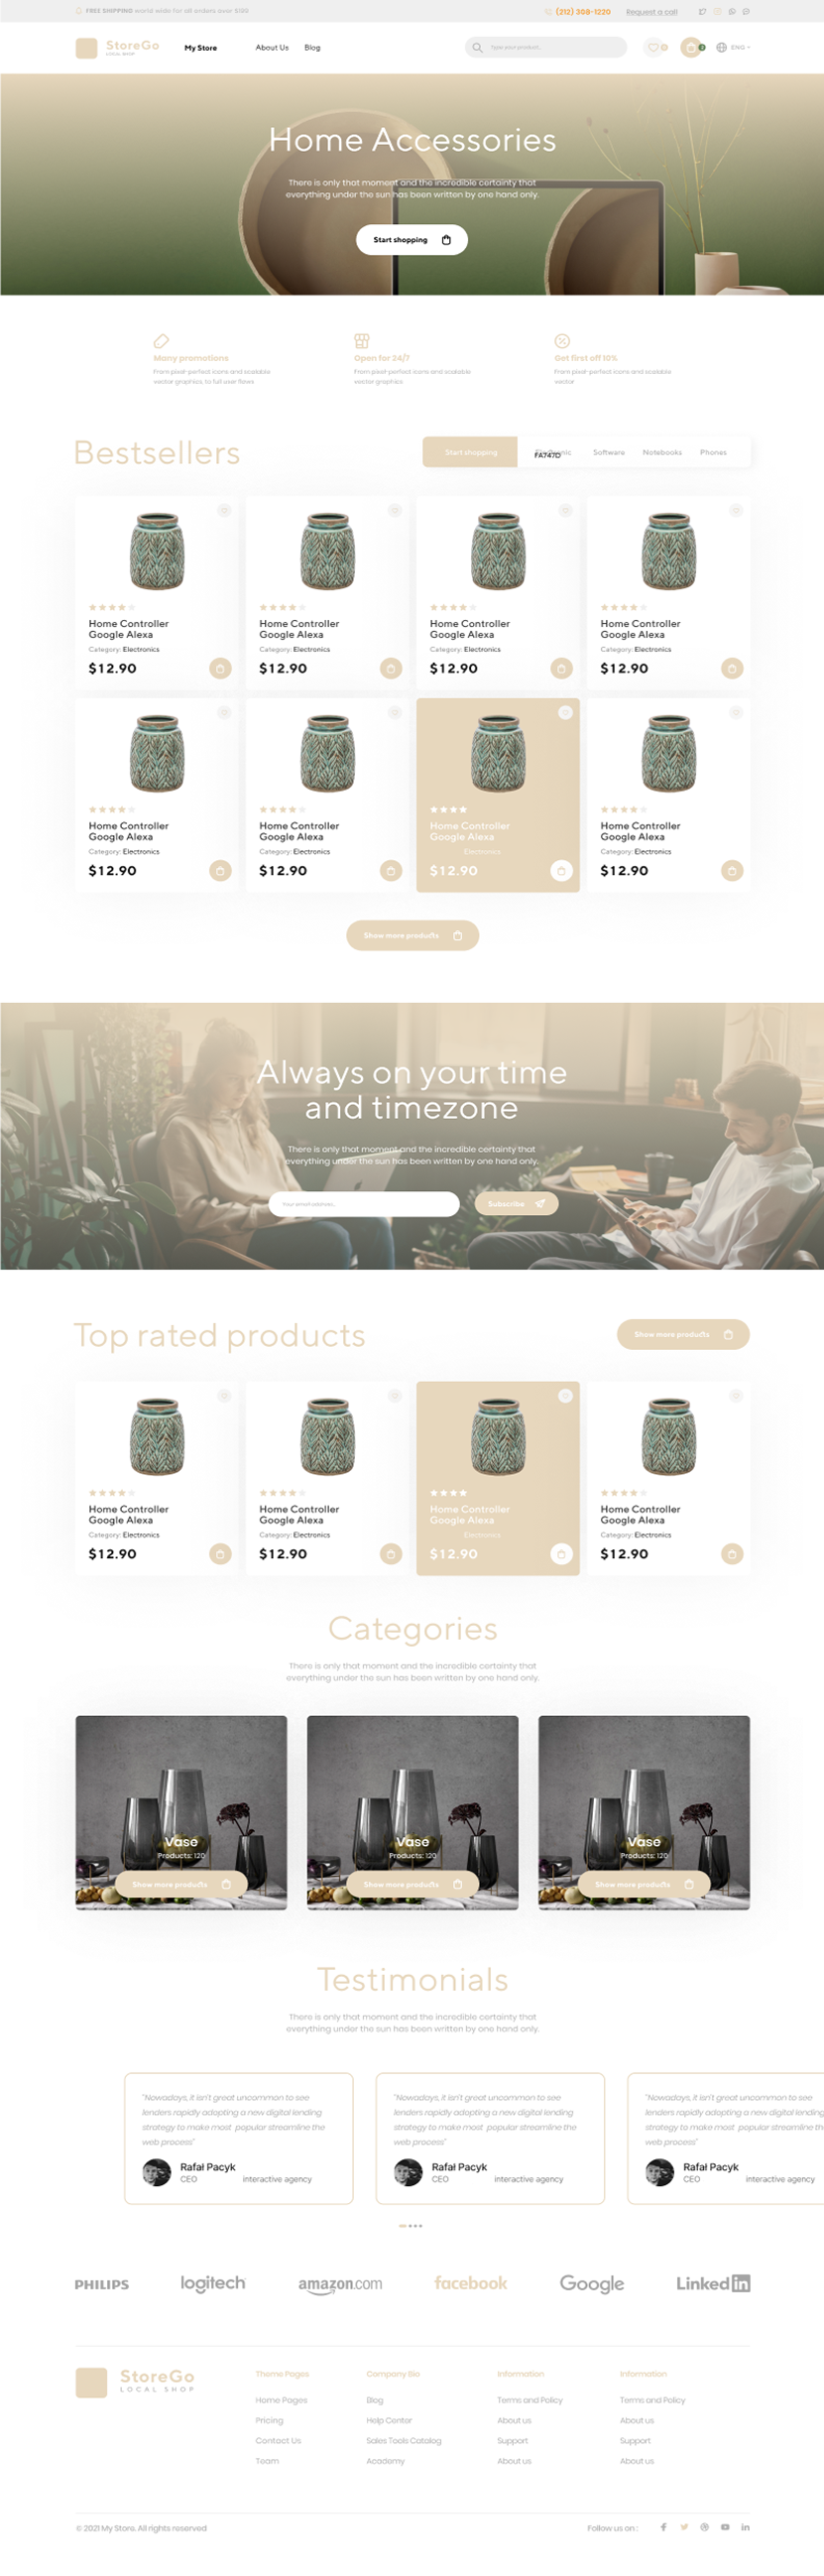 FREE SHIPPING world wide for all orders over $190
(212) 308-1220
Request a call
StoreGo
LOCAL SHOP
My Store
About Us
Blog
Type your product...
ENG
Home Accessories
There is only that moment and the incredible certainty that
everything under the sun has been written by one hand only.
Start shopping
Many promotions
Open for 24/7
Get first off 10%
From pixel-perfect icons and scalable
vector graphics, to full user flows
From pixel-perfect icons and scalable
vector graphics
From pixel-perfect icons and scalable
vector
Bestsellers
Start shopping
FA747D
Software
Notebooks
Phones
Home Controller
Google Alexa
Category: Electronics
$12.90
Home Controller
Google Alexa
Category: Electronics
$12.90
Home Controller
Google Alexa
Category: Electronics
$12.90
Home Controller
Google Alexa
Category: Electronics
$12.90
Home Controller
Google Alexa
Category: Electronics
$12.90
Home Controller
Google Alexa
Category: Electronics
$12.90
Home Controller
Google Alexa
Electronics
$12.90
Home Controller
Google Alexa
Category: Electronics
$12.90
Show more products
Always on your time
and timezone
There is only that moment and the incredible certainty that
everything under the sun has been written by one hand only.
Your email address...
Subscribe
Top rated products
Show more products
Home Controller
Google Alexa
Category: Electronics
$12.90
Home Controller
Google Alexa
Category: Electronics
$12.90
Home Controller
Google Alexa
Electronics
$12.90
Home Controller
Google Alexa
Category: Electronics
$12.90
Categories
There is only that moment and the incredible certainty that
everything under the sun has been written by one hand only.
Vase
Products: 120
Show more products
Vase
Products: 120
Show more products
Vase
Products: 120
Show more products
Testimonials
There is only that moment and the incredible certainty that
everything under the sun has been written by one hand only.
"Nowadays, it isn't great uncommon to see
lenders rapidly adopting a new digital lending
strategy to make most popular streamline the
web process"
Rafał Pacyk
CEO
interactive agency
"Nowadays, it isn't great uncommon to see
lenders rapidly adopting a new digital lending
strategy to make most popular streamline the
web process"
Rafał Pacyk
CEO
interactive agency
"Nowadays, it isn't great uncommon to see
lenders rapidly adopting a new digital lending
strategy to make most popular streamline th
web process"
Rafał Pacyk
CEO
interactive agency
PHILIPS
logitech
amazon.com
facebook
Google
Linked in
StoreGo
LOCAL SHOP
Theme Pages
Home Pages
Pricing
Contact Us
Team
Company Bio
Blog
Help Center
Sales Tools Catalog
Academy
Information
Terms and Policy
About us
Support
About us
Information
Terms and Policy
About us
Support
About us
© 2021 My Store. All rights reserved
Follow us on :